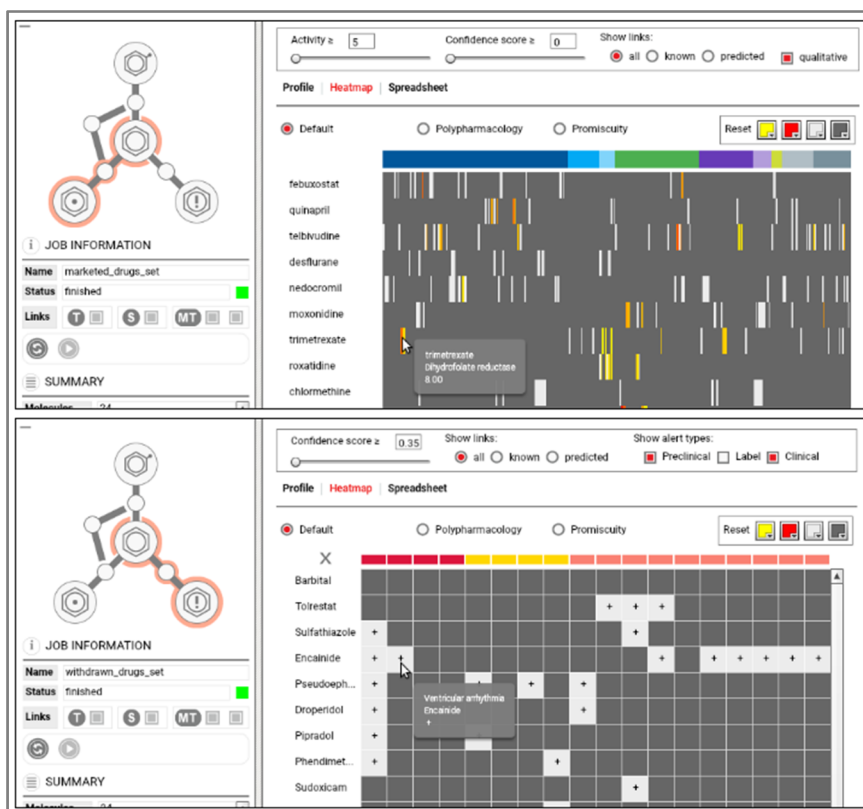 Activity ≥ 5 Confidence score ≥ 0 Show links:
all known predicted qualitative
Profile | Heatmap | Spreadsheet
Default Polypharmacology Promiscuity Reset
febuxostat
quinapril
telbivudine
desflurane
nedocromil
moxonidine
trimetrexate
roxatidine
chlormethine
trimetrexate
Dihydrofolate reductase
8.00
i JOB INFORMATION
Name marketed_drugs_set
Status finished
Links T S MT
SUMMARY
Molecules 24
Confidence score ≥ 0.35 Show links: Show alert types:
all known predicted Preclinical Label Clinical
Profile | Heatmap | Spreadsheet
Default Polypharmacology Promiscuity Reset
X
Barbital
Tolrestat + + +
Sulfathiazole + +
Encainide + + + + + + + +
Pseudoeph... + + + +
Droperidol + +
Pipradol +
Phendimet... + +
Sudoxicam +
Ventricular arrhythmia
Encainide
+
i JOB INFORMATION
Name withdrawn_drugs_set
Status finished
Links T S MT
SUMMARY